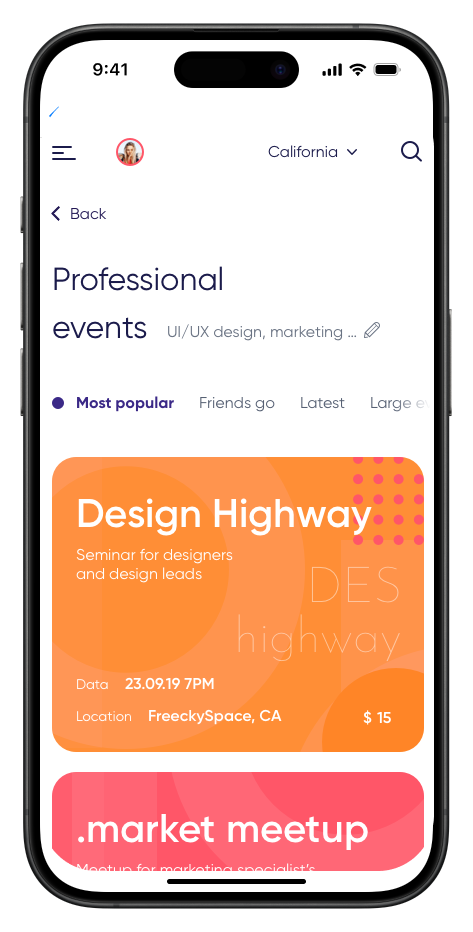 9:41
California
Back
Professional
events UI/UX design, marketing ...
Most popular Friends go Latest Large
Design Highway
Seminar for designers
and design leads
DES
highway
Data 23.09.19 7PM
Location FreeckySpace, CA $ 15
.market meetup
Meetup for marketing specialist's